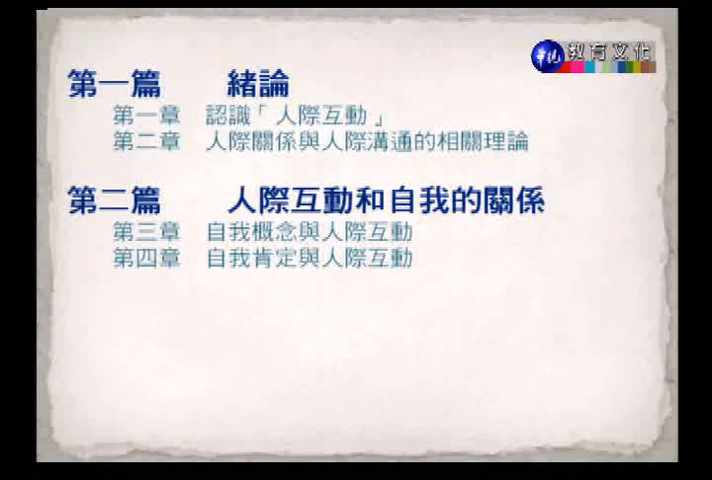 華視 教育文化
第一篇 緒論
第一章 認識「人際互動」
第二章 人際關係與人際溝通的相關理論
第二篇 人際互動和自我的關係
第三章 自我概念與人際互動
第四章 自我肯定與人際互動